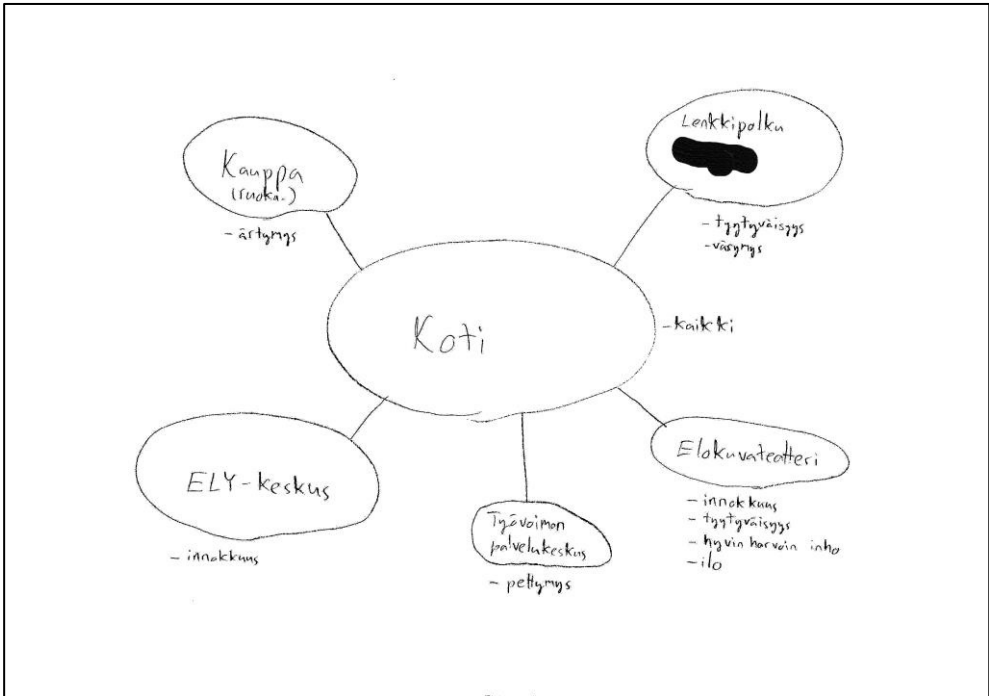 Kauppa
(ruoka.)
- ärtymys
Lenkkipolku
- tyytyväisyys
- väsymys
Koti
- kaikki
ELY-keskus
- innokkuus
Työvoiman
palvelukeskus
- pettymys
Elokuvateatteri
- innokkuus
- tyytyväisyys
- hyvin harvoin inho
- ilo